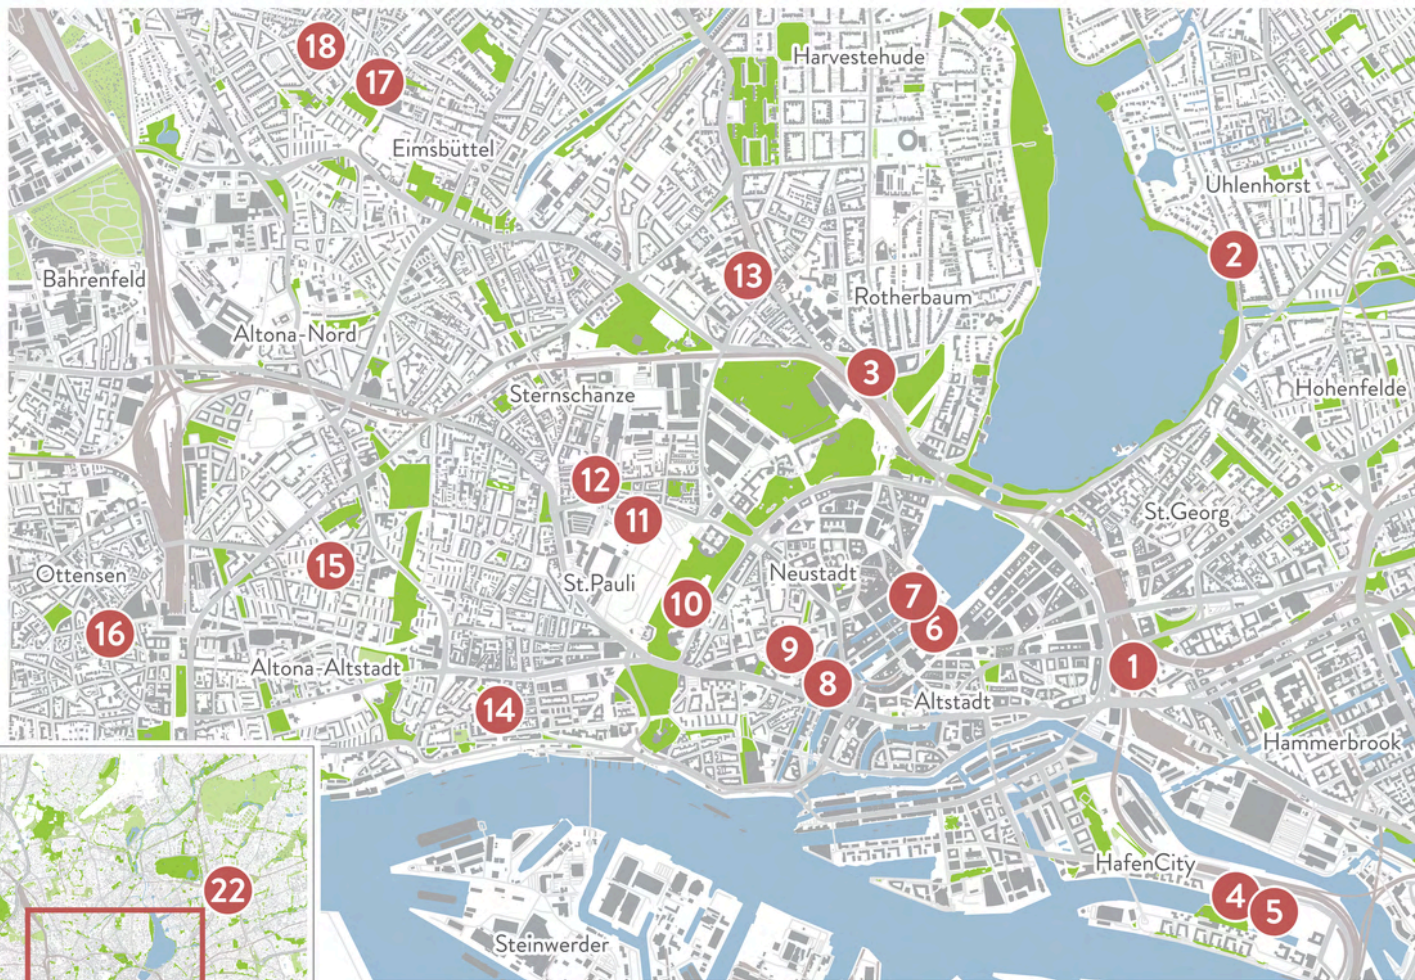 18
Harvestehude
17
Eimsbüttel
Uhlenhorst
2
13
Bahrenfeld
Rotherbaum
Altona-Nord
3
Sternschanze
Hohenfelde
12
11
St.Georg
15
Ottensen
St.Pauli
Neustadt
7
10
6
16
9
1
Altona-Altstadt
8
14
Altstadt
Hammerbrook
HafenCity
22
4
5
Steinwerder